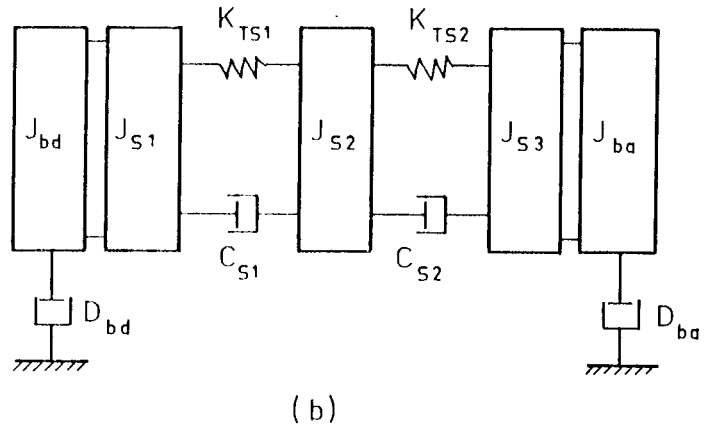 K_TS1 K_TS2
J_bd J_S1 J_S2 J_S3 J_ba
C_S1 C_S2
D_bd D_ba
(b)